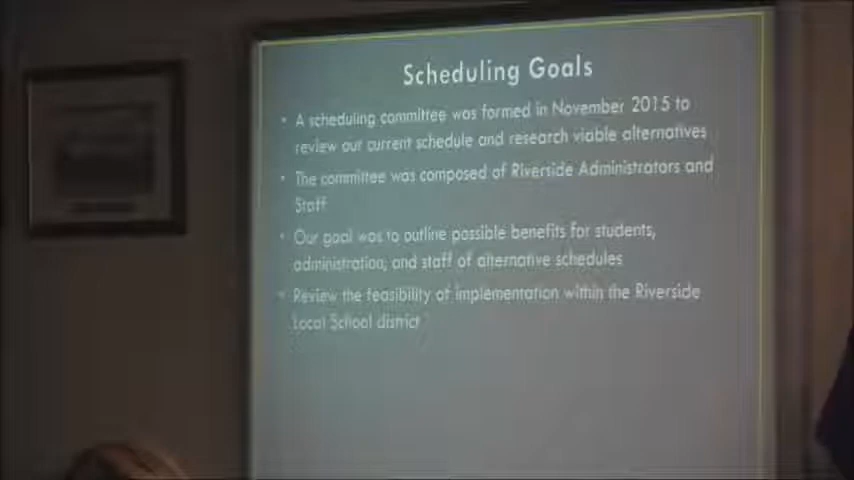 Scheduling Goals
• A scheduling committee was formed in November 2015 to
review our current schedule and research viable alternatives
• The committee was composed of Riverside Administrators and
Staff
• Our goal was to outline possible benefits for students,
administration, and staff of alternative schedules
• Review the feasibility of implementation within the Riverside
Local School district